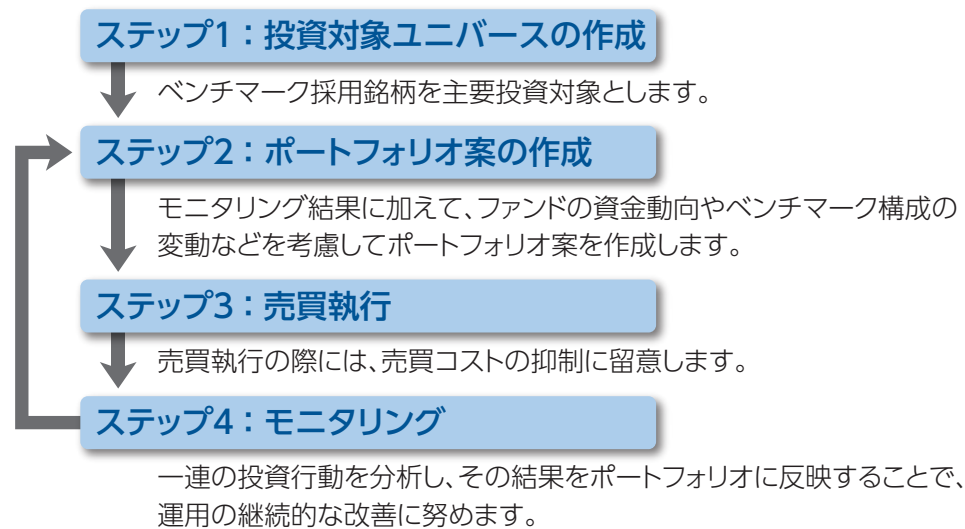 ステップ1：投資対象ユニバースの作成
ベンチマーク採用銘柄を主要投資対象とします。
ステップ2：ポートフォリオ案の作成
モニタリング結果に加えて、ファンドの資金動向やベンチマーク構成の
変動などを考慮してポートフォリオ案を作成します。
ステップ3：売買執行
売買執行の際には、売買コストの抑制に留意します。
ステップ4：モニタリング
一連の投資行動を分析し、その結果をポートフォリオに反映することで、
運用の継続的な改善に努めます。